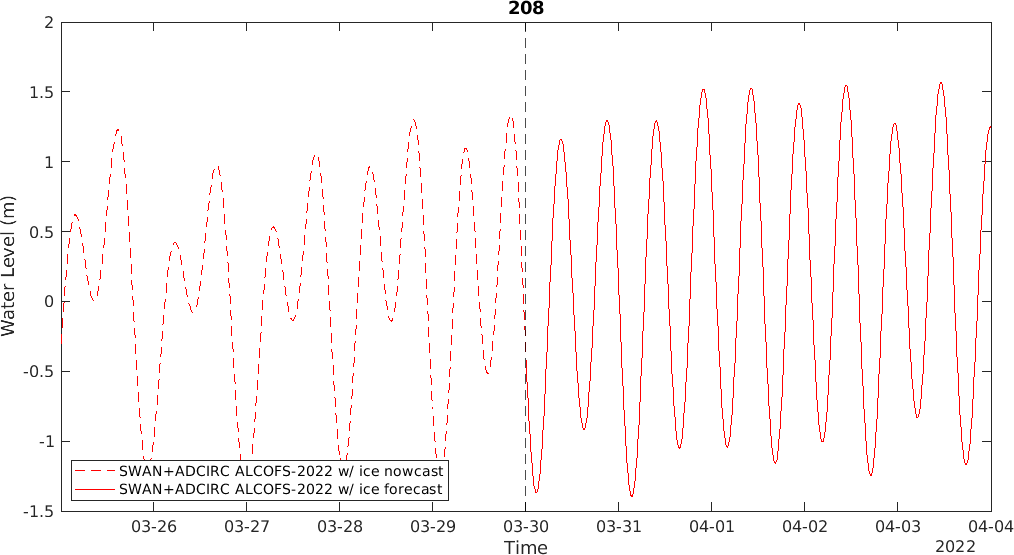 208
2
1.5
1
0.5
0
-0.5
-1
-1.5
Water Level (m)
SWAN+ADCIRC ALCOFS-2022 w/ ice nowcast
SWAN+ADCIRC ALCOFS-2022 w/ ice forecast
03-26 03-27 03-28 03-29 03-30 03-31 04-01 04-02 04-03 04-04
Time
2022